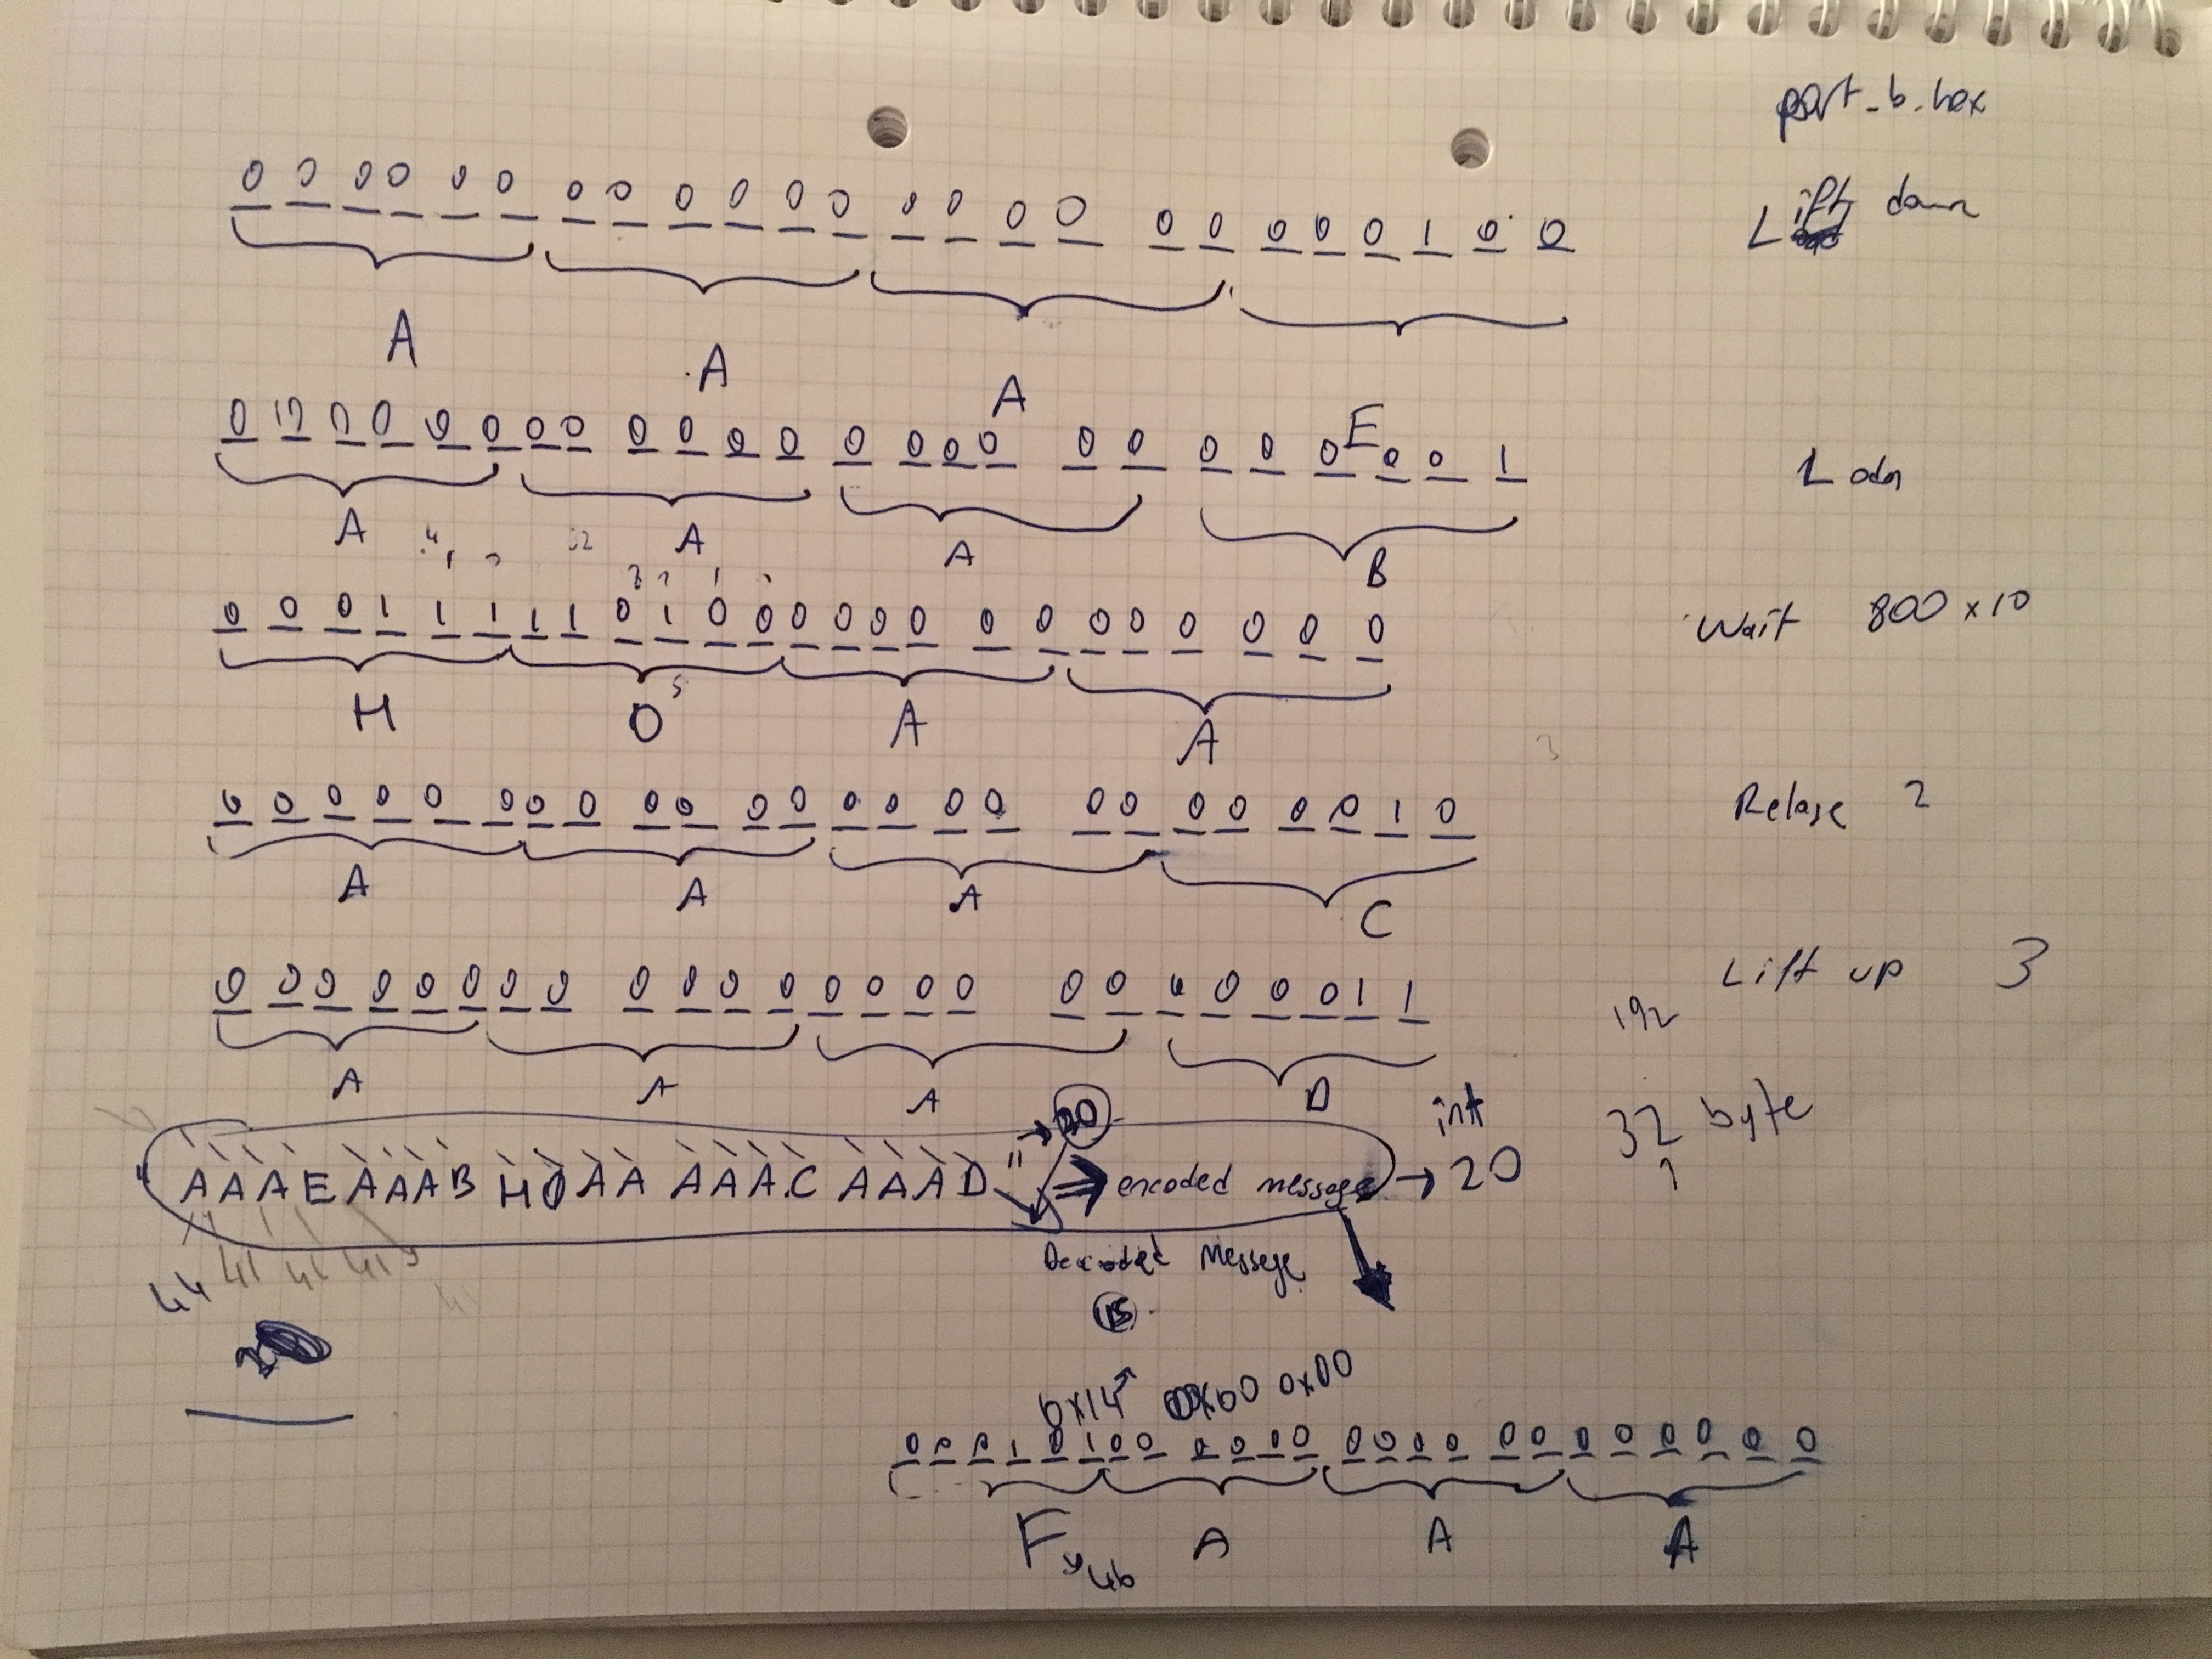 part_b.hex
0 0 0 0 0 0 0 0 0 0 0 0 0 0 0 0 0 0 0 0 0 1 0 0 Lift down
A A A E
0 0 0 0 0 0 0 0 0 0 0 0 0 0 0 0 0 0 0 0 0 0 0 1
A A A B
0 0 0 1 1 1 1 1 0 1 0 0 0 0 0 0 0 0 0 0 0 0 0 0 Wait 800 x 10
H O A A
0 0 0 0 0 0 0 0 0 0 0 0 0 0 0 0 0 0 0 0 0 0 1 0 Relase 2
A A A C
0 0 0 0 0 0 0 0 0 0 0 0 0 0 0 0 0 0 0 0 0 0 1 1 Lift up 3
192
A A A D
32 byte
int
" A A A E A A A B H O A A A A A C A A A D " → 20 ⇒ encoded message → 20
Decoded Message
15
44 41 41 41
0x14 0x00 0x00
0 0 0 1 0 1 0 0 0 0 0 0 0 0 0 0 0 0 0 0 0 0 0 0
F A A A